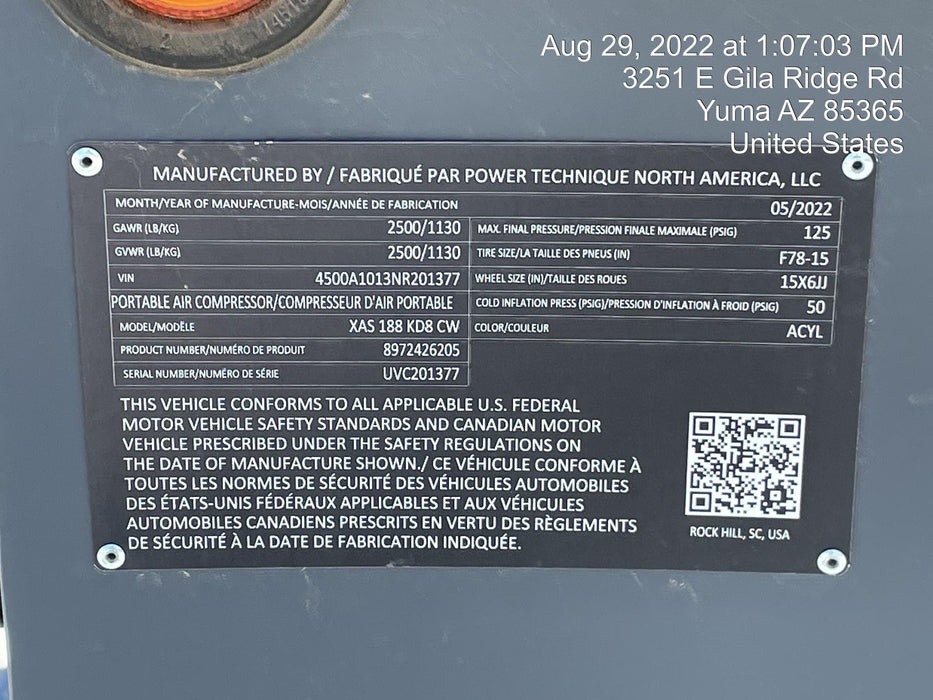 Aug 29, 2022 at 1:07:03 PM
3251 E Gila Ridge Rd
Yuma AZ 85365
United States
MANUFACTURED BY / FABRIQUÉ PAR POWER TECHNIQUE NORTH AMERICA, LLC
MONTH/YEAR OF MANUFACTURE-MOIS/ANNÉE DE FABRICATION 05/2022
GAWR (LB/KG) 2500/1130 MAX. FINAL PRESSURE/PRESSION FINALE MAXIMALE (PSIG) 125
GVWR (LB/KG) 2500/1130 TIRE SIZE/LA TAILLE DES PNEUS (IN) F78-15
VIN 4500A1013NR201377 WHEEL SIZE (IN)/TAILLE DES ROUES 15X6JJ
PORTABLE AIR COMPRESSOR/COMPRESSEUR D'AIR PORTABLE COLD INFLATION PRESS (PSIG)/PRESSION D'INFLATION À FROID (PSIG) 50
MODEL/MODÈLE XAS 188 KD8 CW COLOR/COULEUR ACYL
PRODUCT NUMBER/NUMÉRO DE PRODUIT 8972426205
SERIAL NUMBER/NUMÉRO DE SÉRIE UVC201377
THIS VEHICLE CONFORMS TO ALL APPLICABLE U.S. FEDERAL
MOTOR VEHICLE SAFETY STANDARDS AND CANADIAN MOTOR
VEHICLE PRESCRIBED UNDER THE SAFETY REGULATIONS ON
THE DATE OF MANUFACTURE SHOWN./ CE VÉHICULE CONFORME À
TOUTES LES NORMES DE SÉCURITÉ DES VÉHICULES AUTOMOBILES
DES ÉTATS-UNIS FÉDÉRAUX APPLICABLES ET AUX VÉHICULES
AUTOMOBILES CANADIENS PRESCRITS EN VERTU DES RÈGLEMENTS
DE SÉCURITÉ À LA DATE DE FABRICATION INDIQUÉE.
ROCK HILL, SC, USA